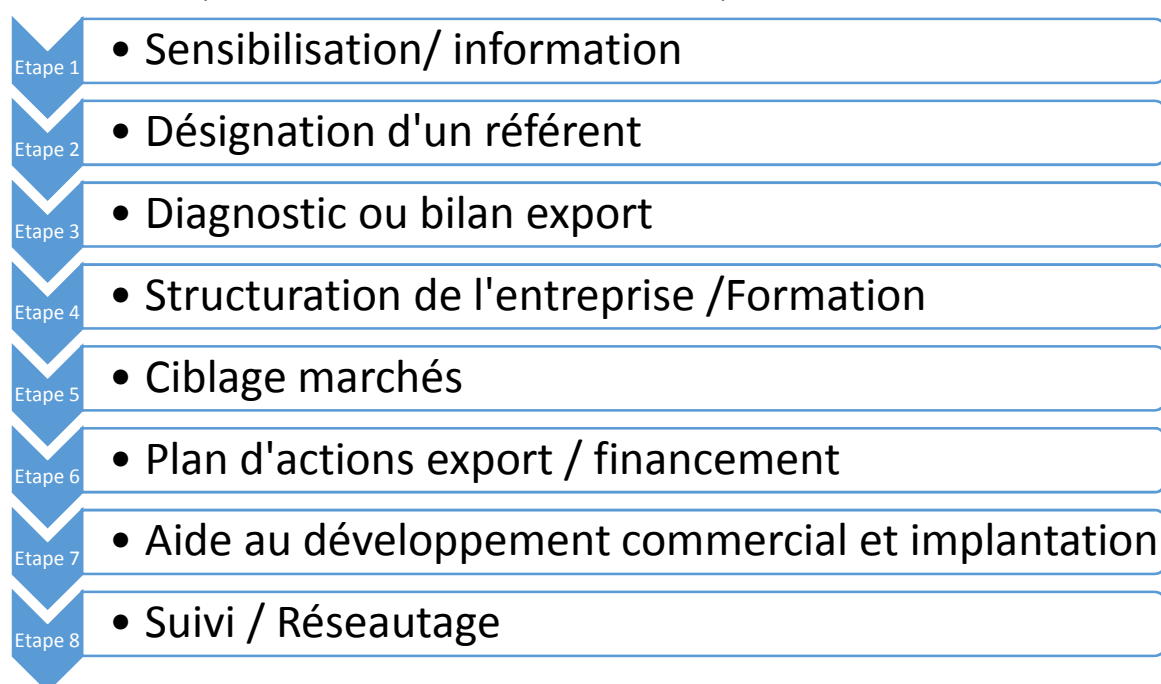 Etape 1
• Sensibilisation/ information
Etape 2
• Désignation d'un référent
Etape 3
• Diagnostic ou bilan export
Etape 4
• Structuration de l'entreprise /Formation
Etape 5
• Ciblage marchés
Etape 6
• Plan d'actions export / financement
Etape 7
• Aide au développement commercial et implantation
Etape 8
• Suivi / Réseautage